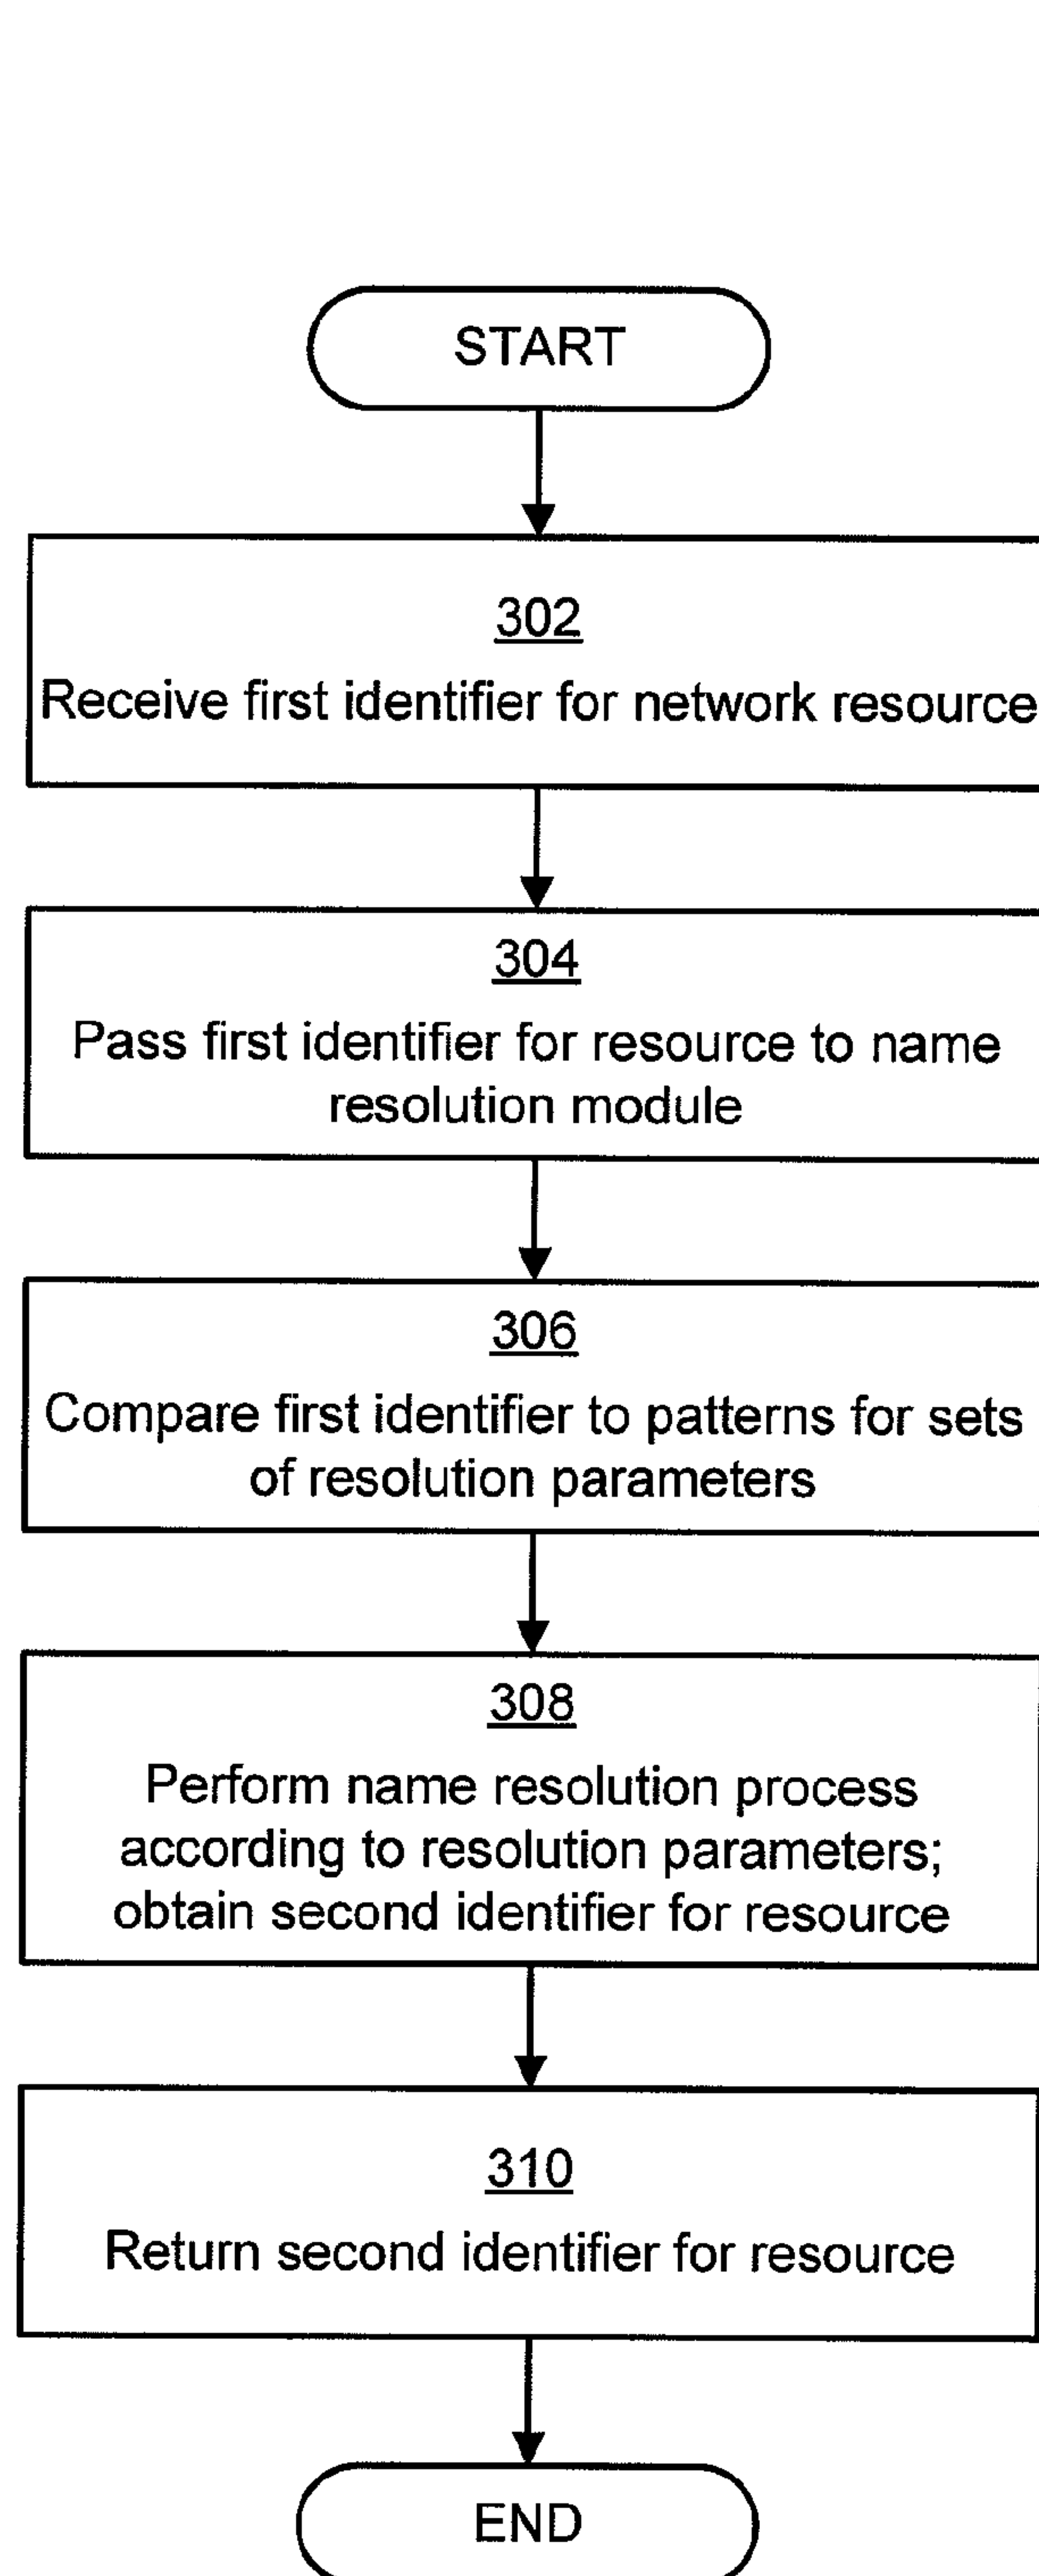 START
302
Receive first identifier for network resource
304
Pass first identifier for resource to name
resolution module
306
Compare first identifier to patterns for sets
of resolution parameters
308
Perform name resolution process
according to resolution parameters;
obtain second identifier for resource
310
Return second identifier for resource
END